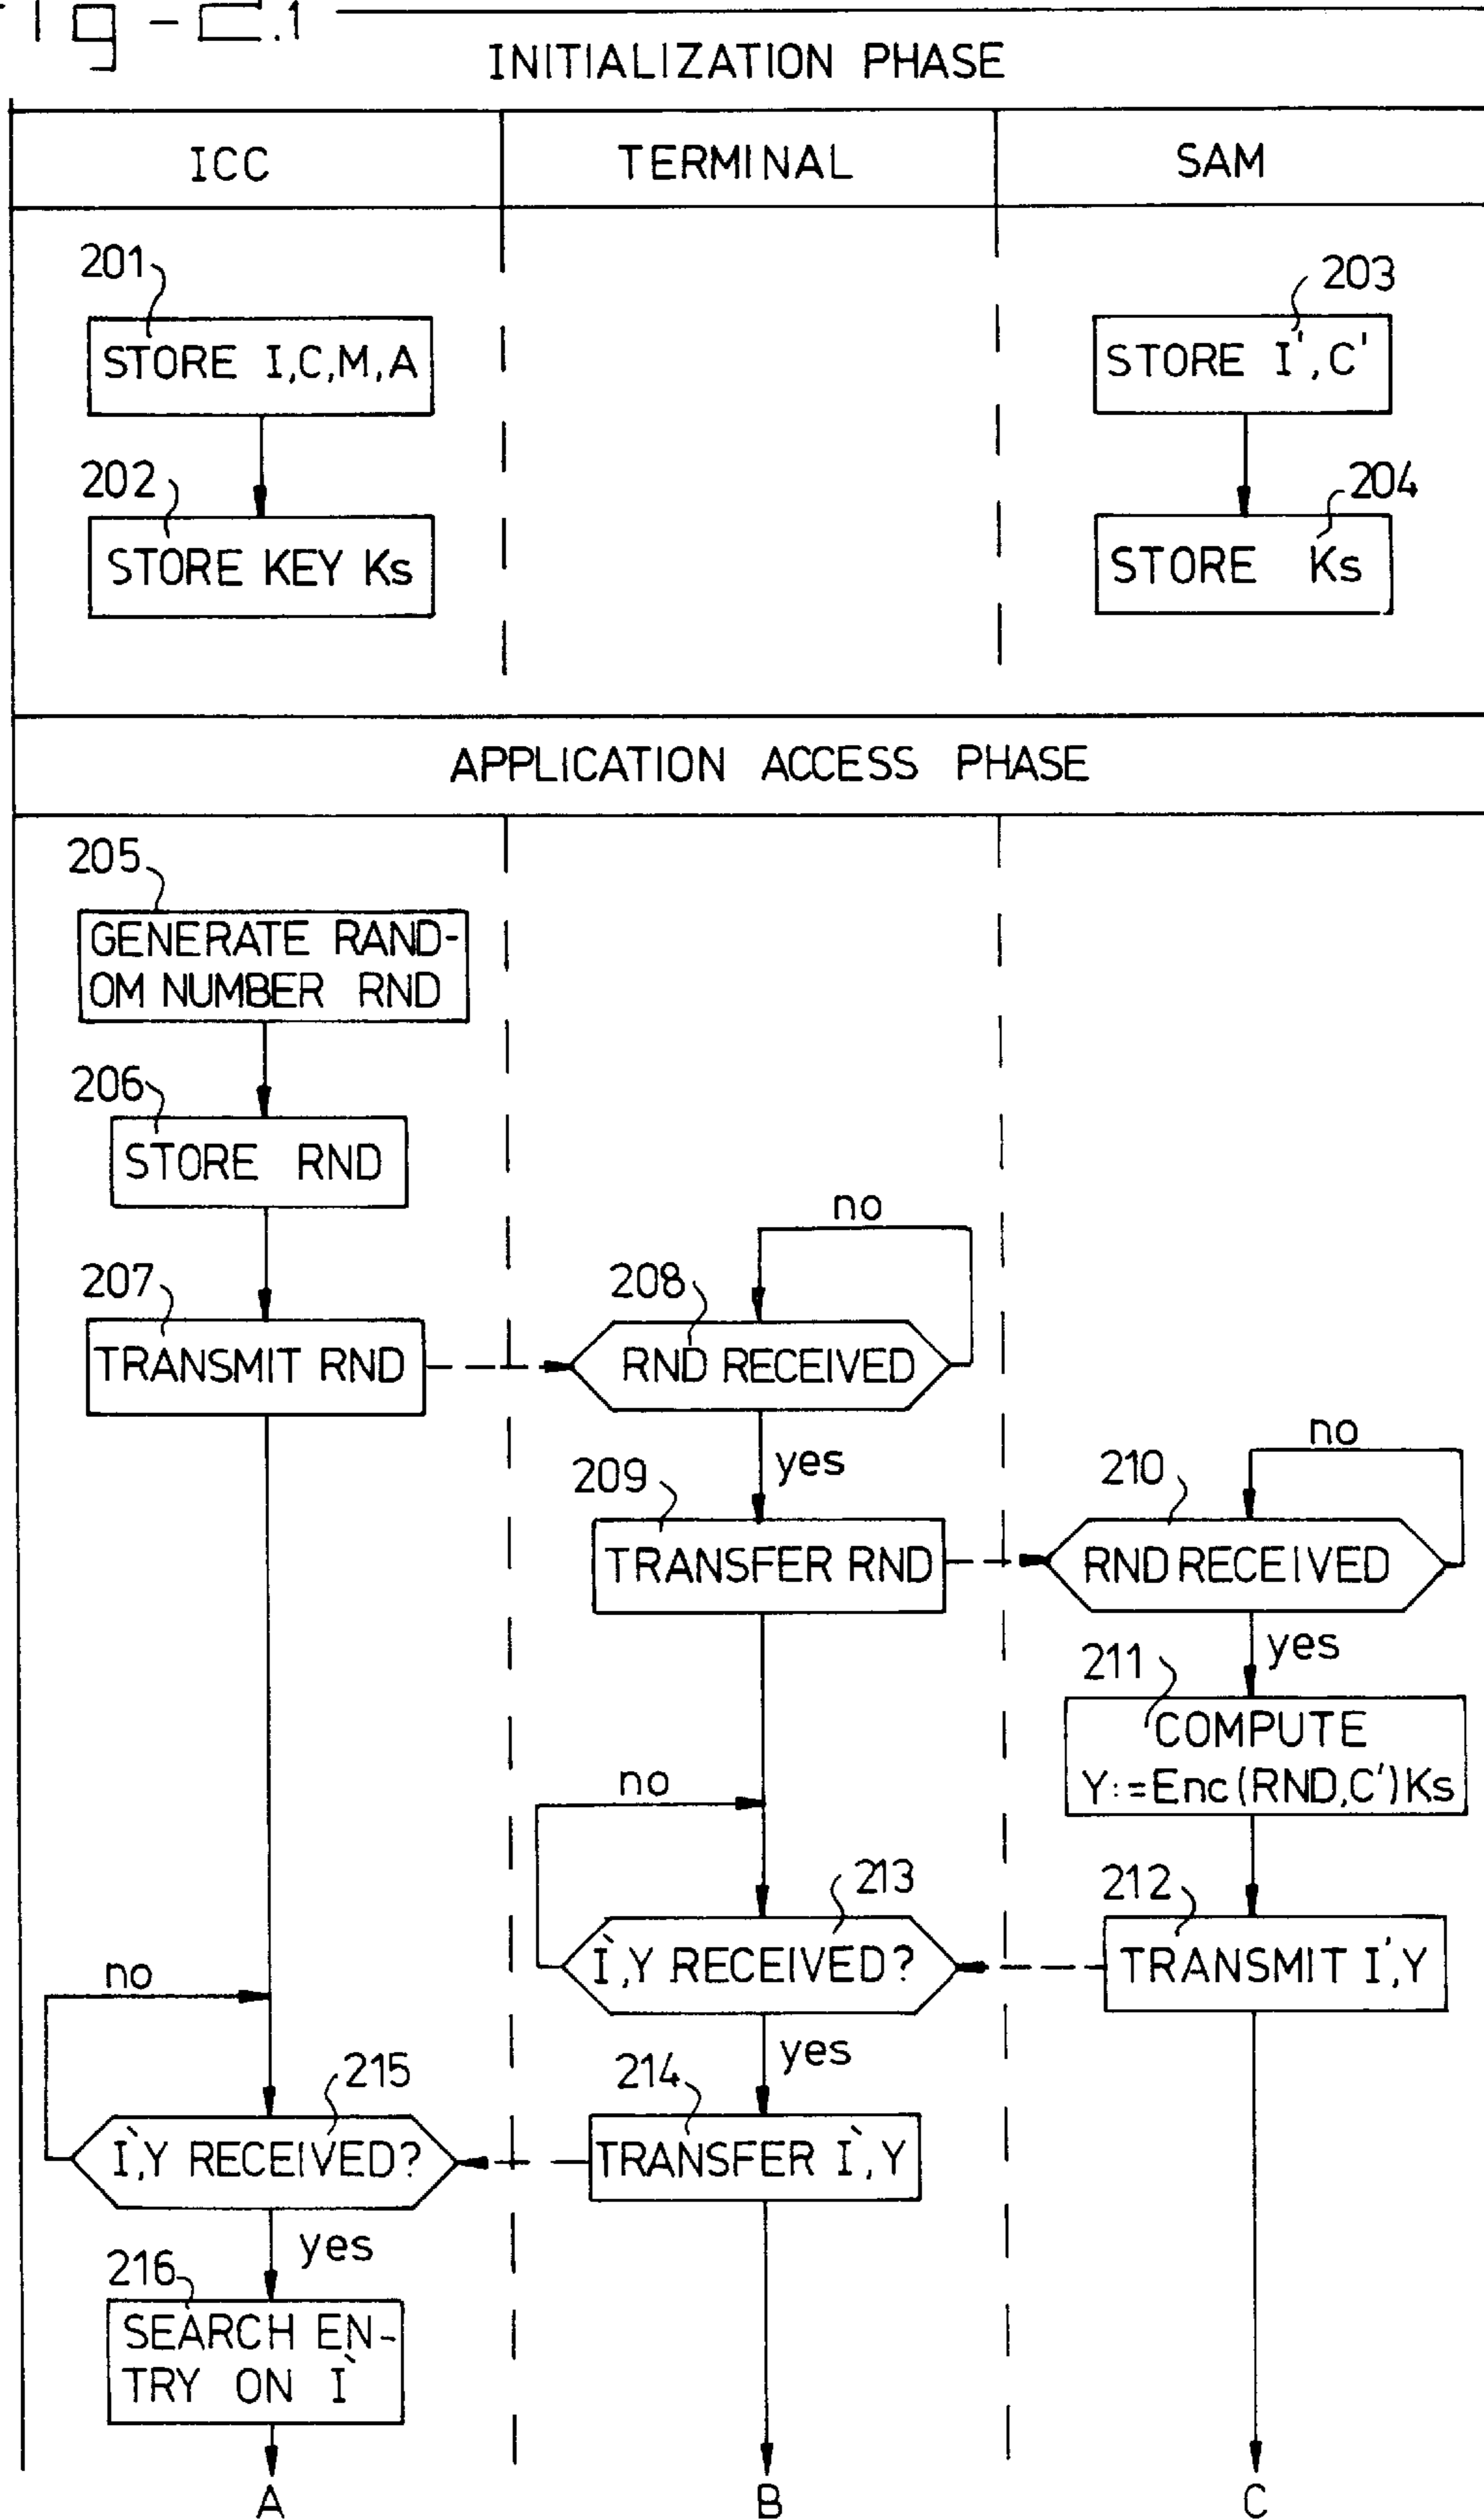 INITIALIZATION PHASE
ICC
TERMINAL
SAM
201
STORE I,C,M,A
203
STORE I',C'
202
STORE KEY Ks
204
STORE Ks
APPLICATION ACCESS PHASE
205
GENERATE RAND-
OM NUMBER RND
206
STORE RND
no
207
TRANSMIT RND
208
RND RECEIVED
yes
no
209
TRANSFER RND
210
RND RECEIVED
yes
211
COMPUTE
Y:=Enc(RND,C')Ks
no
213
I',Y RECEIVED?
212
TRANSMIT I',Y
no
yes
215
I',Y RECEIVED?
214
TRANSFER I',Y
yes
216
SEARCH EN-
TRY ON I'
A
B
C